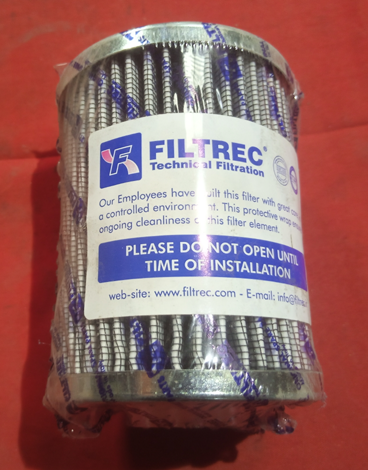 FILTREC®
Technical Filtration
Our Employees have built this filter with great
a controlled environment. This protective wrap
ongoing cleanliness of this filter element.
PLEASE DO NOT OPEN UNTIL
TIME OF INSTALLATION
web-site: www.filtrec.com - E-mail: info@filtrec